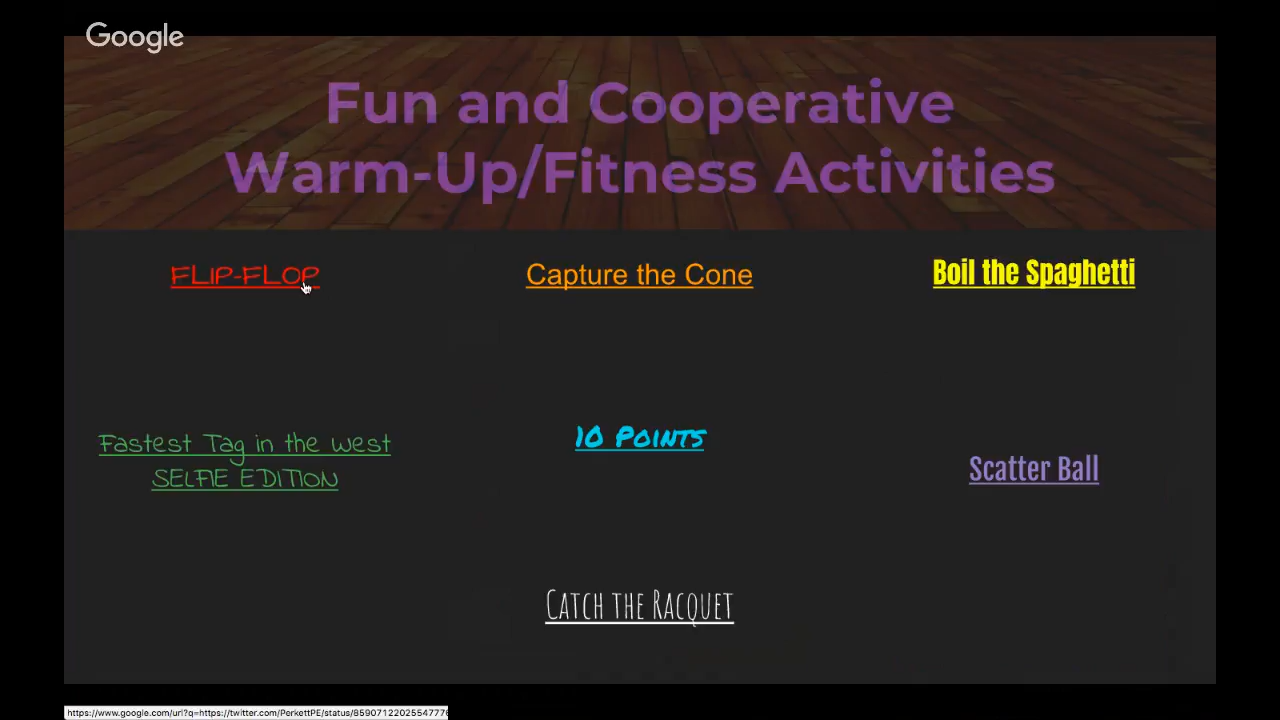 Google
Fun and Cooperative
Warm-Up/Fitness Activities
FLIP-FLOP
Capture the Cone
Boil the Spaghetti
Fastest Tag in the West
SELFIE EDITION
10 POINTS
Scatter Ball
CATCH THE RACQUET
https://www.google.com/url?q=https://twitter.com/PerkettPE/status/859071220255477